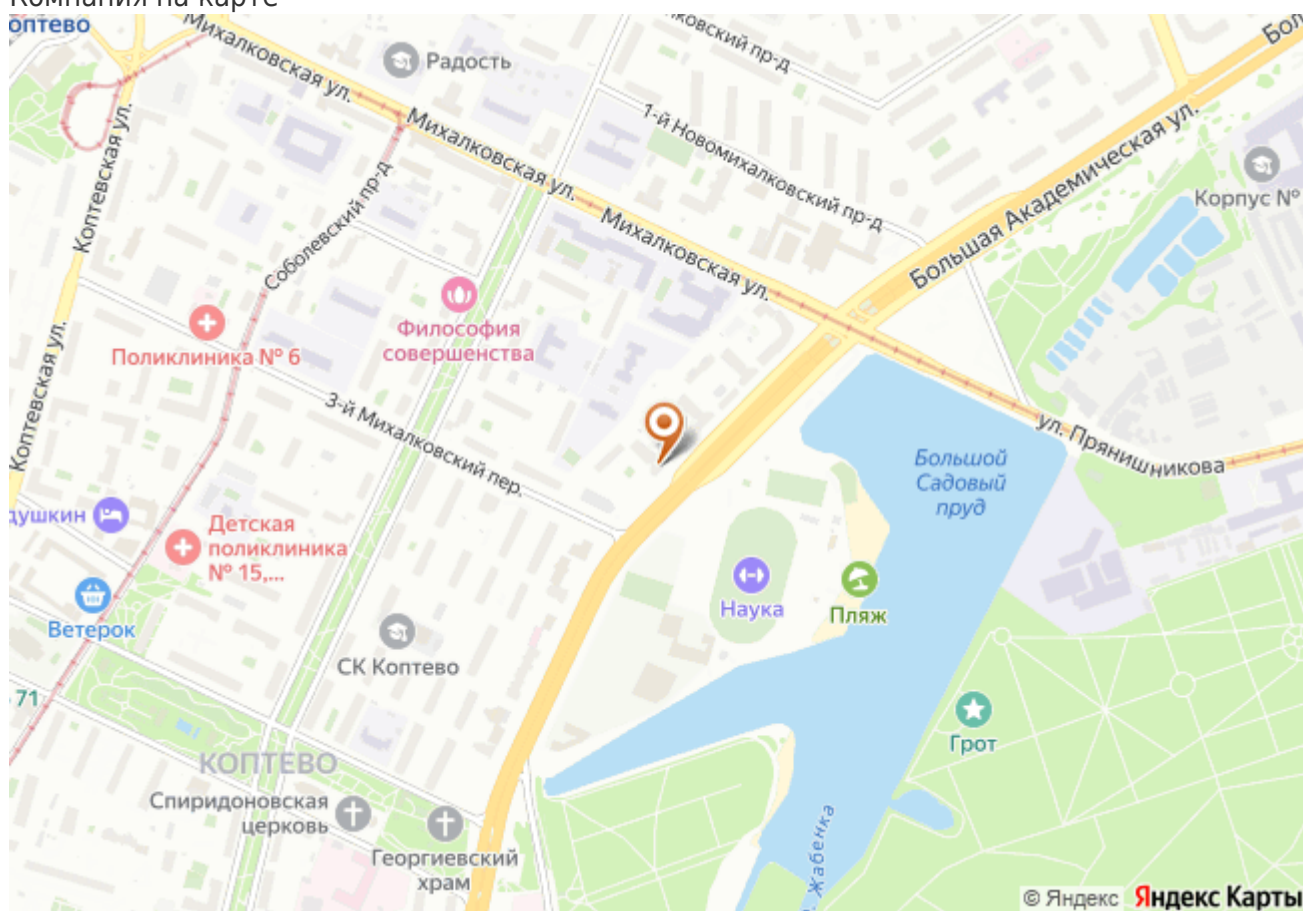 Компания на карте
оптево
Михалковская ул.
Радость
ковский пр-д
Бол
1-й Новомихалковский пр-д
Михалковская ул.
Большая Академическая ул.
Корпус №
Коптевская ул.
Соболевский пр-д
Михалковская ул.
Философия
совершенства
Поликлиника № 6
Коптевская ул.
3-й Михалковский пер.
ул. Прянишникова
Большой
Садовый
пруд
душкин
Детская
поликлиника
№ 15,...
Наука
Пляж
Ветерок
СК Коптево
71
Грот
КОПТЕВО
Спиридоновская
церковь
Георгиевский
храм
Жабенка
© Яндекс Яндекс Карты